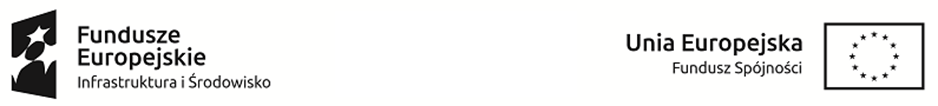 Fundusze
Europejskie
Infrastruktura i Środowisko
Unia Europejska
Fundusz Spójności